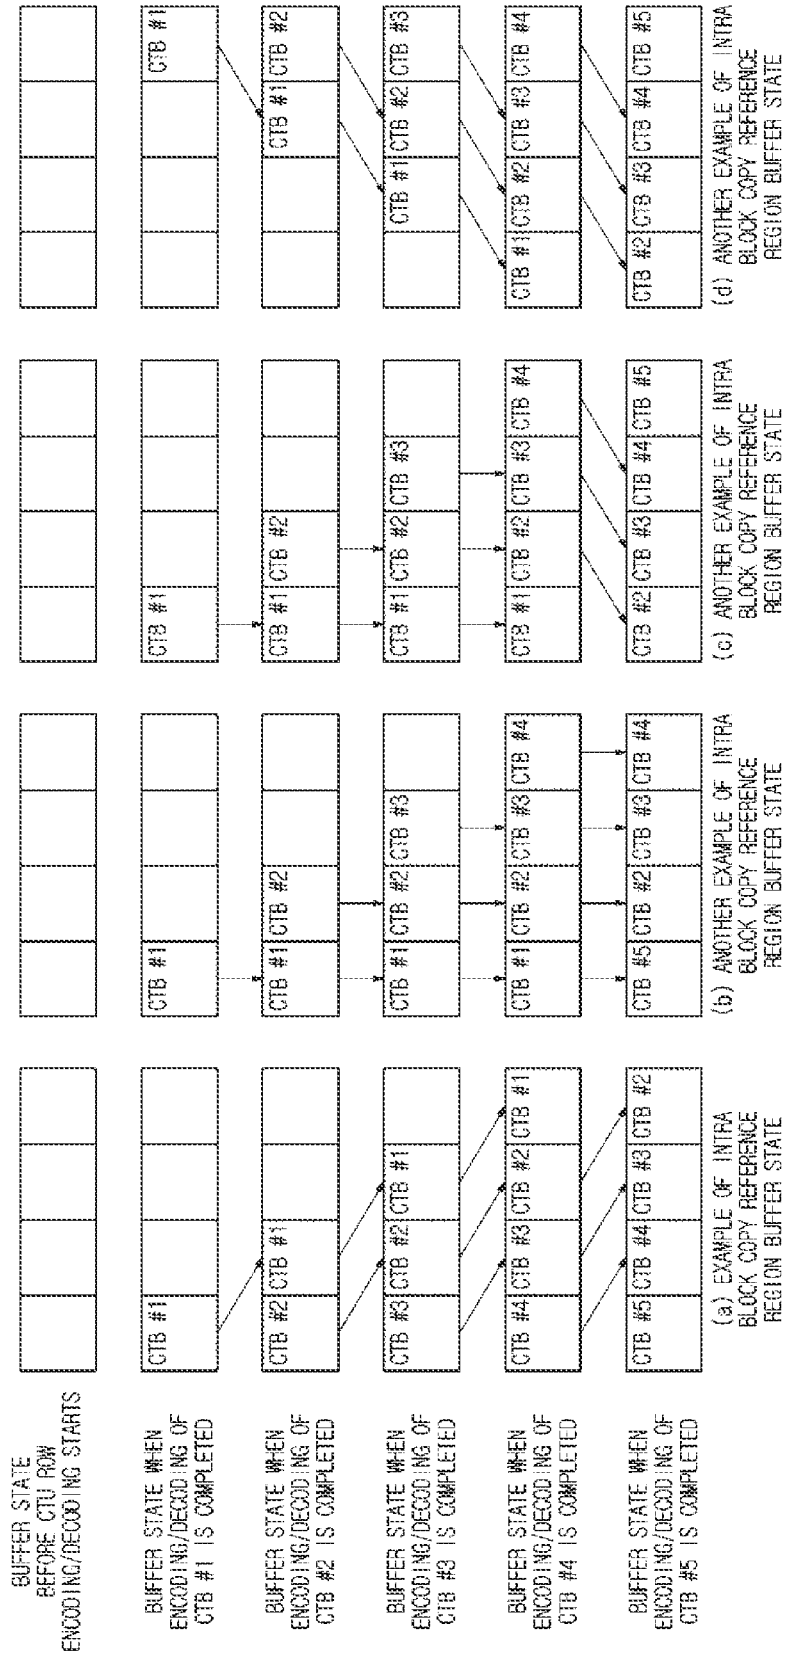 BUFFER STATE
BEFORE CTU ROW
ENCODING/DECODING STARTS
BUFFER STATE WHEN
ENCODING/DECODING OF
CTB #1 IS COMPLETED
CTB #1
CTB #1
CTB #1
CTB #1
BUFFER STATE WHEN
ENCODING/DECODING OF
CTB #2 IS COMPLETED
CTB #2 CTB #1
CTB #1 CTB #2
CTB #1 CTB #2
CTB #1 CTB #2
BUFFER STATE WHEN
ENCODING/DECODING OF
CTB #3 IS COMPLETED
CTB #3 CTB #2 CTB #1
CTB #1 CTB #2 CTB #3
CTB #1 CTB #2 CTB #3
CTB #1 CTB #2 CTB #3
BUFFER STATE WHEN
ENCODING/DECODING OF
CTB #4 IS COMPLETED
CTB #4 CTB #3 CTB #2 CTB #1
CTB #1 CTB #2 CTB #3 CTB #4
CTB #1 CTB #2 CTB #3 CTB #4
CTB #1 CTB #2 CTB #3 CTB #4
BUFFER STATE WHEN
ENCODING/DECODING OF
CTB #5 IS COMPLETED
CTB #5 CTB #4 CTB #3 CTB #2
CTB #5 CTB #2 CTB #3 CTB #4
CTB #2 CTB #3 CTB #4 CTB #5
CTB #2 CTB #3 CTB #4 CTB #5
(a) EXAMPLE OF INTRA
BLOCK COPY REFERENCE
REGION BUFFER STATE
(b) ANOTHER EXAMPLE OF INTRA
BLOCK COPY REFERENCE
REGION BUFFER STATE
(c) ANOTHER EXAMPLE OF INTRA
BLOCK COPY REFERENCE
REGION BUFFER STATE
(d) ANOTHER EXAMPLE OF INTRA
BLOCK COPY REFERENCE
REGION BUFFER STATE